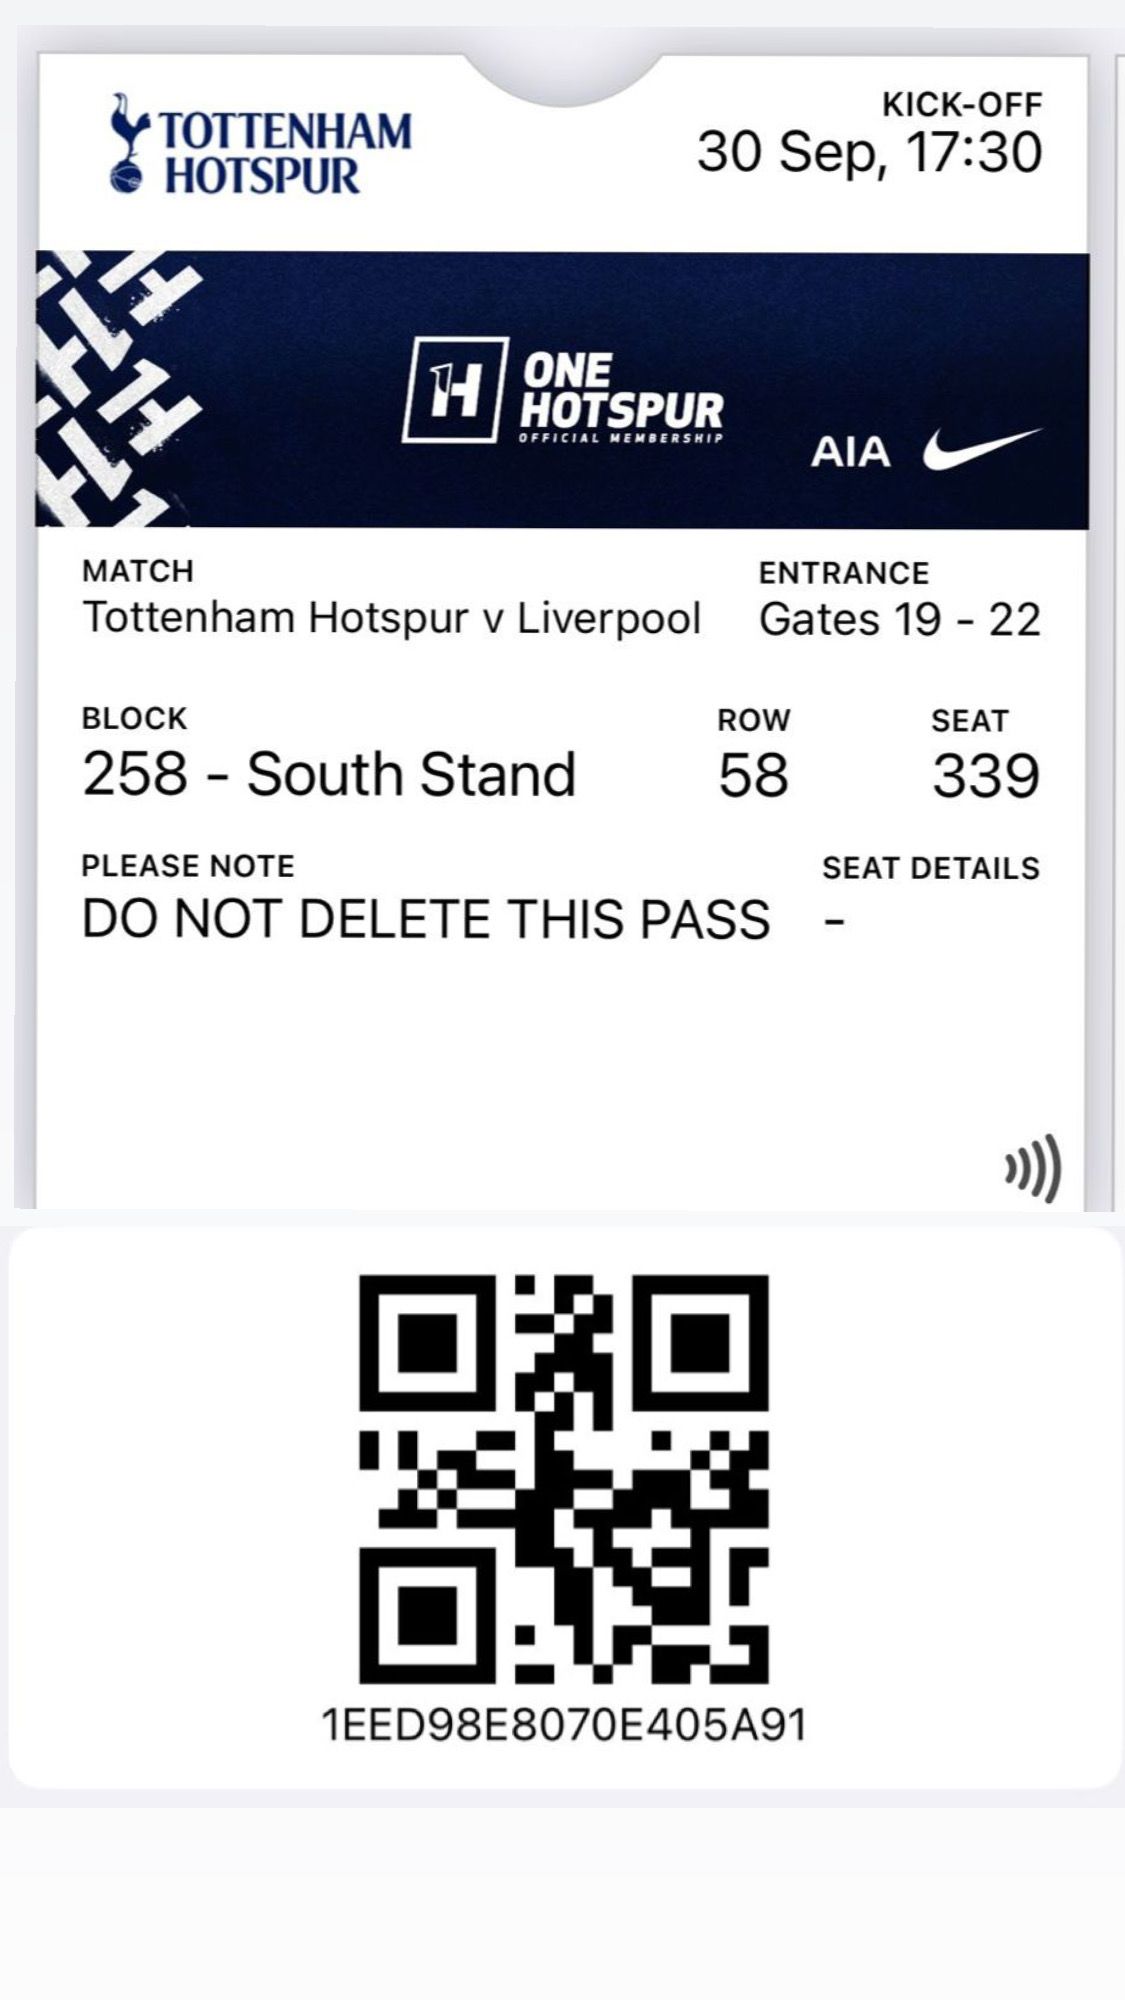 TOTTENHAM
HOTSPUR
KICK-OFF
30 Sep, 17:30
1H
ONE
HOTSPUR
OFFICIAL MEMBERSHIP
AIA
MATCH
Tottenham Hotspur v Liverpool
ENTRANCE
Gates 19 - 22
BLOCK
258 - South Stand
ROW
58
SEAT
339
PLEASE NOTE
DO NOT DELETE THIS PASS
SEAT DETAILS
-
1EED98E8070E405A91